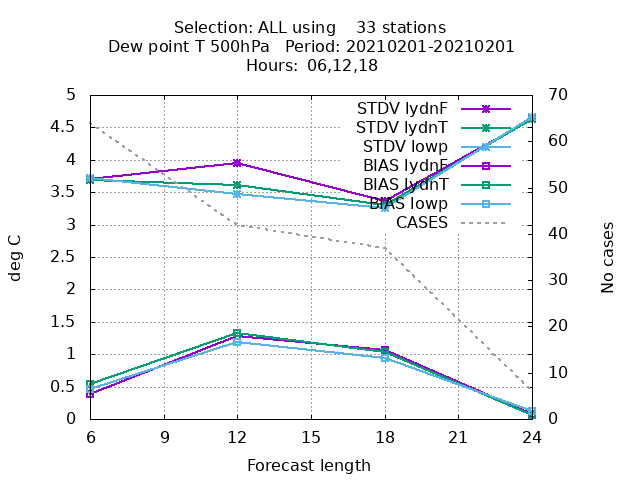 Selection: ALL using    33 stations
Dew point T 500hPa   Period: 20210201-20210201
Hours:  06,12,18
STDV lydnF
STDV lydnT
STDV lowp
BIAS lydnF
BIAS lydnT
BIAS lowp
CASES
deg C
5
4.5
4
3.5
3
2.5
2
1.5
1
0.5
0
70
60
50
40
30
20
10
0
No cases
6 9 12 15 18 21 24
Forecast length